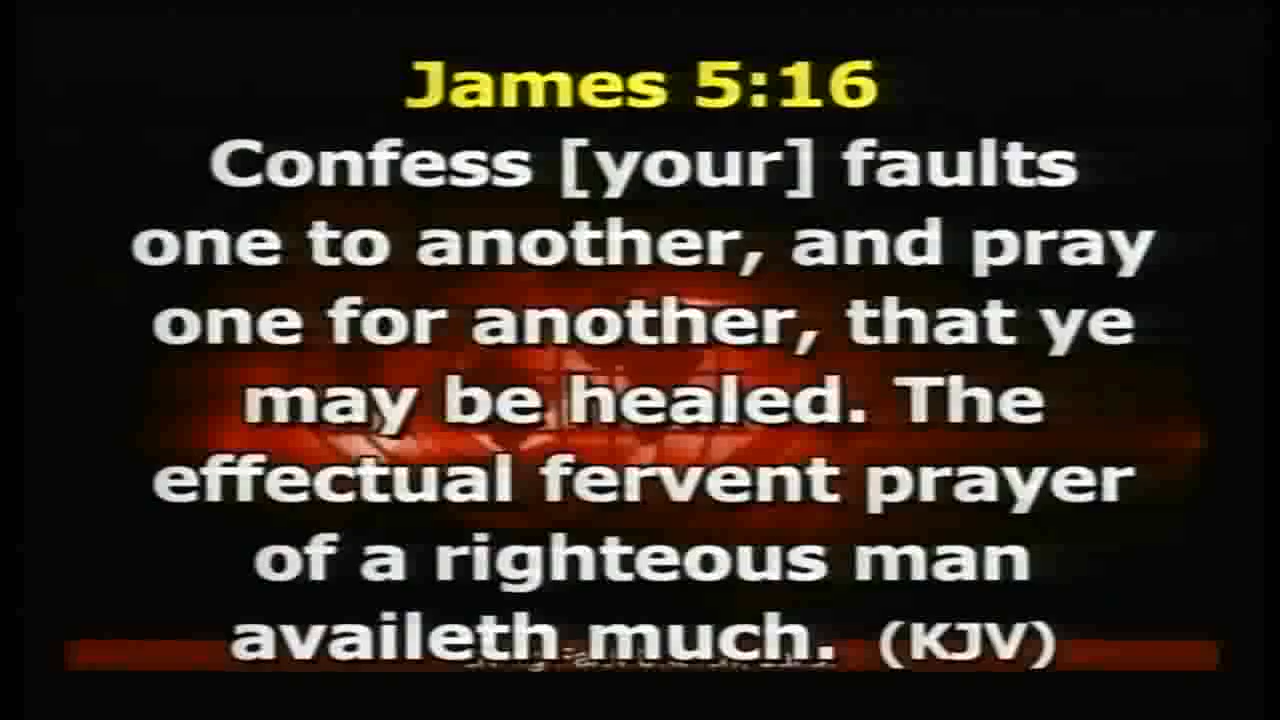 James 5:16
Confess [your] faults
one to another, and pray
one for another, that ye
may be healed. The
effectual fervent prayer
of a righteous man
availeth much. (KJV)